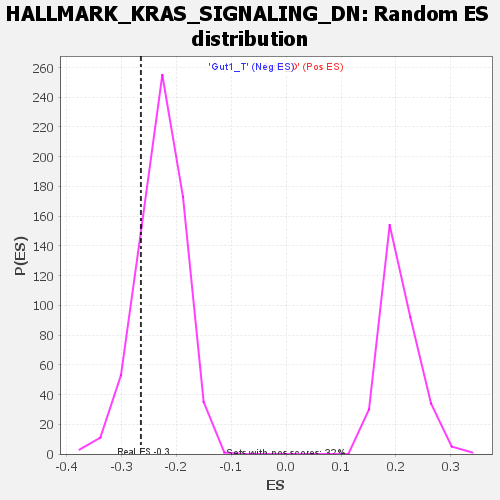 HALLMARK_KRAS_SIGNALING_DN: Random ES
distribution
'Gut1_T' (Neg ES)
(Pos ES)
260
240
220
200
180
160
140
120
100
80
60
40
20
0
P(ES)
Real ES -0.3
Sets with pos scores: 32%
-0.4 -0.3 -0.2 -0.1 0.0 0.1 0.2 0.3
ES